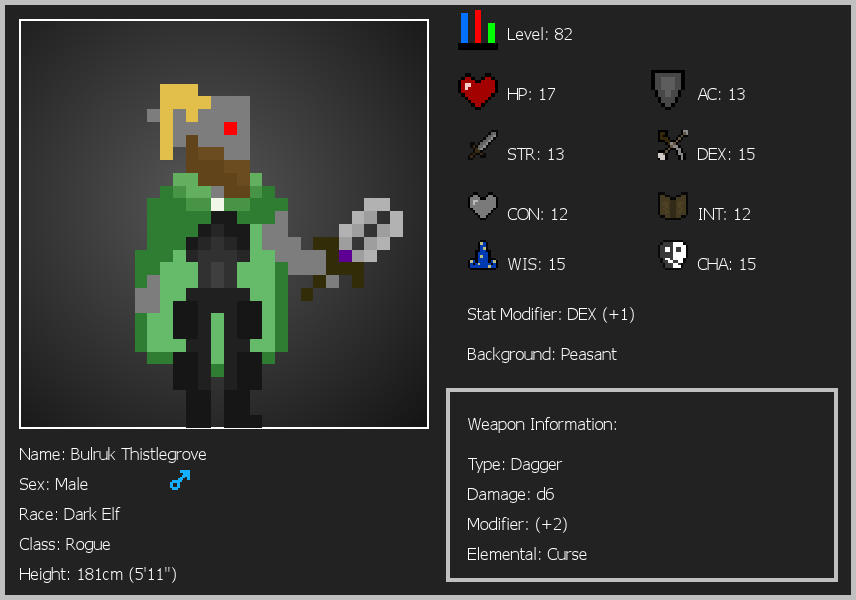 Level: 82
HP: 17
AC: 13
STR: 13
DEX: 15
CON: 12
INT: 12
WIS: 15
CHA: 15
Stat Modifier: DEX (+1)
Background: Peasant
Weapon Information:
Type: Dagger
Damage: d6
Modifier: (+2)
Elemental: Curse
Name: Bulruk Thistlegrove
Sex: Male
Race: Dark Elf
Class: Rogue
Height: 181cm (5'11")